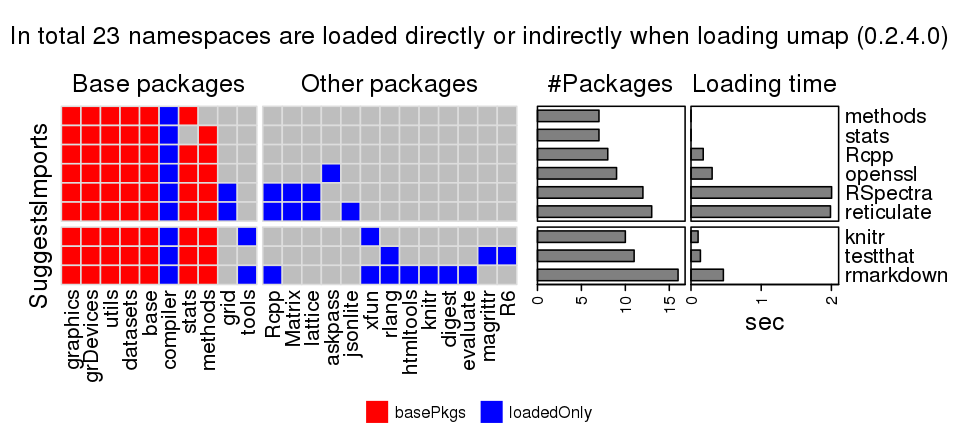 In total 23 namespaces are loaded directly or indirectly when loading umap (0.2.4.0)
Base packages
Other packages
#Packages
Loading time
Imports
Suggests
methods
stats
Rcpp
openssl
RSpectra
reticulate
knitr
testthat
rmarkdown
graphics
grDevices
utils
datasets
base
compiler
stats
methods
grid
tools
Rcpp
Matrix
lattice
askpass
jsonlite
xfun
rlang
htmltools
knitr
digest
evaluate
magrittr
R6
0
5
10
15
0
1
2
sec
basePkgs
loadedOnly